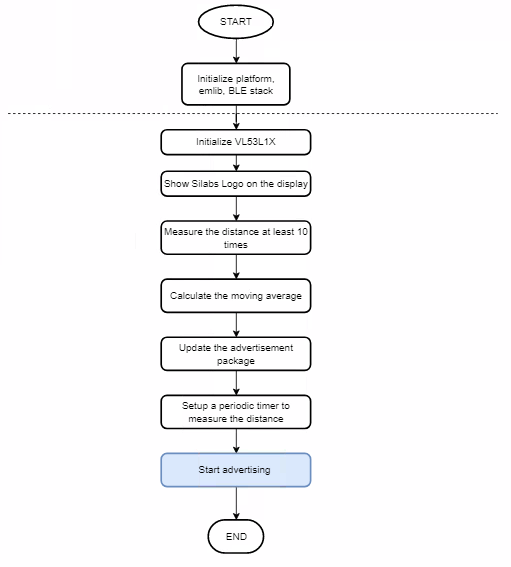 START
Initialize platform,
emlib, BLE stack
Initialize VL53L1X
Show Silabs Logo on the display
Measure the distance at least 10
times
Calculate the moving average
Update the advertisement
package
Setup a periodic timer to
measure the distance
Start advertising
END